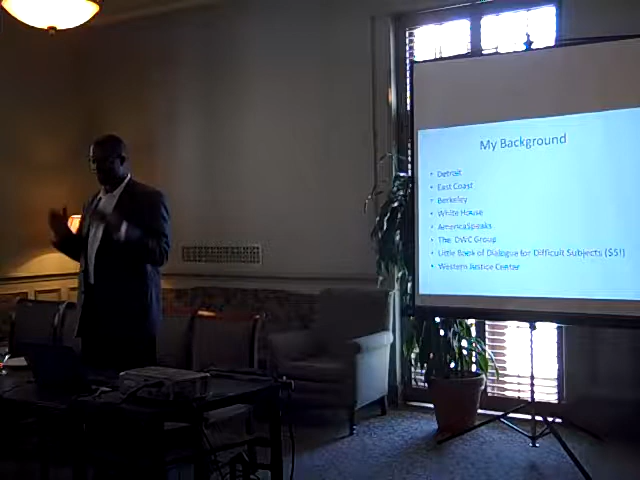 My Background
• Detroit
• East Coast
• Berkeley
• White House
• AmericaSpeaks
• The DWC Group
• Little Book of Dialogue for Difficult Subjects ($5!)
• Western Justice Center